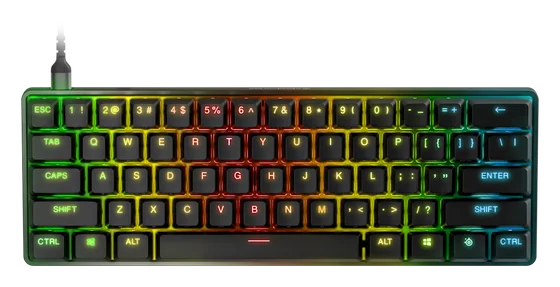 ESC 1 ! 2 @ 3 # 4 $ 5 % 6 ^ 7 & 8 * 9 ( 0 ) - _ = + ←
TAB Q W E R T Y U I O P [ { ] } \ |
CAPS A S D F G H J K L ; : ' " ENTER
SHIFT Z X C V B N M , < . > / ? SHIFT
CTRL ALT ALT CTRL